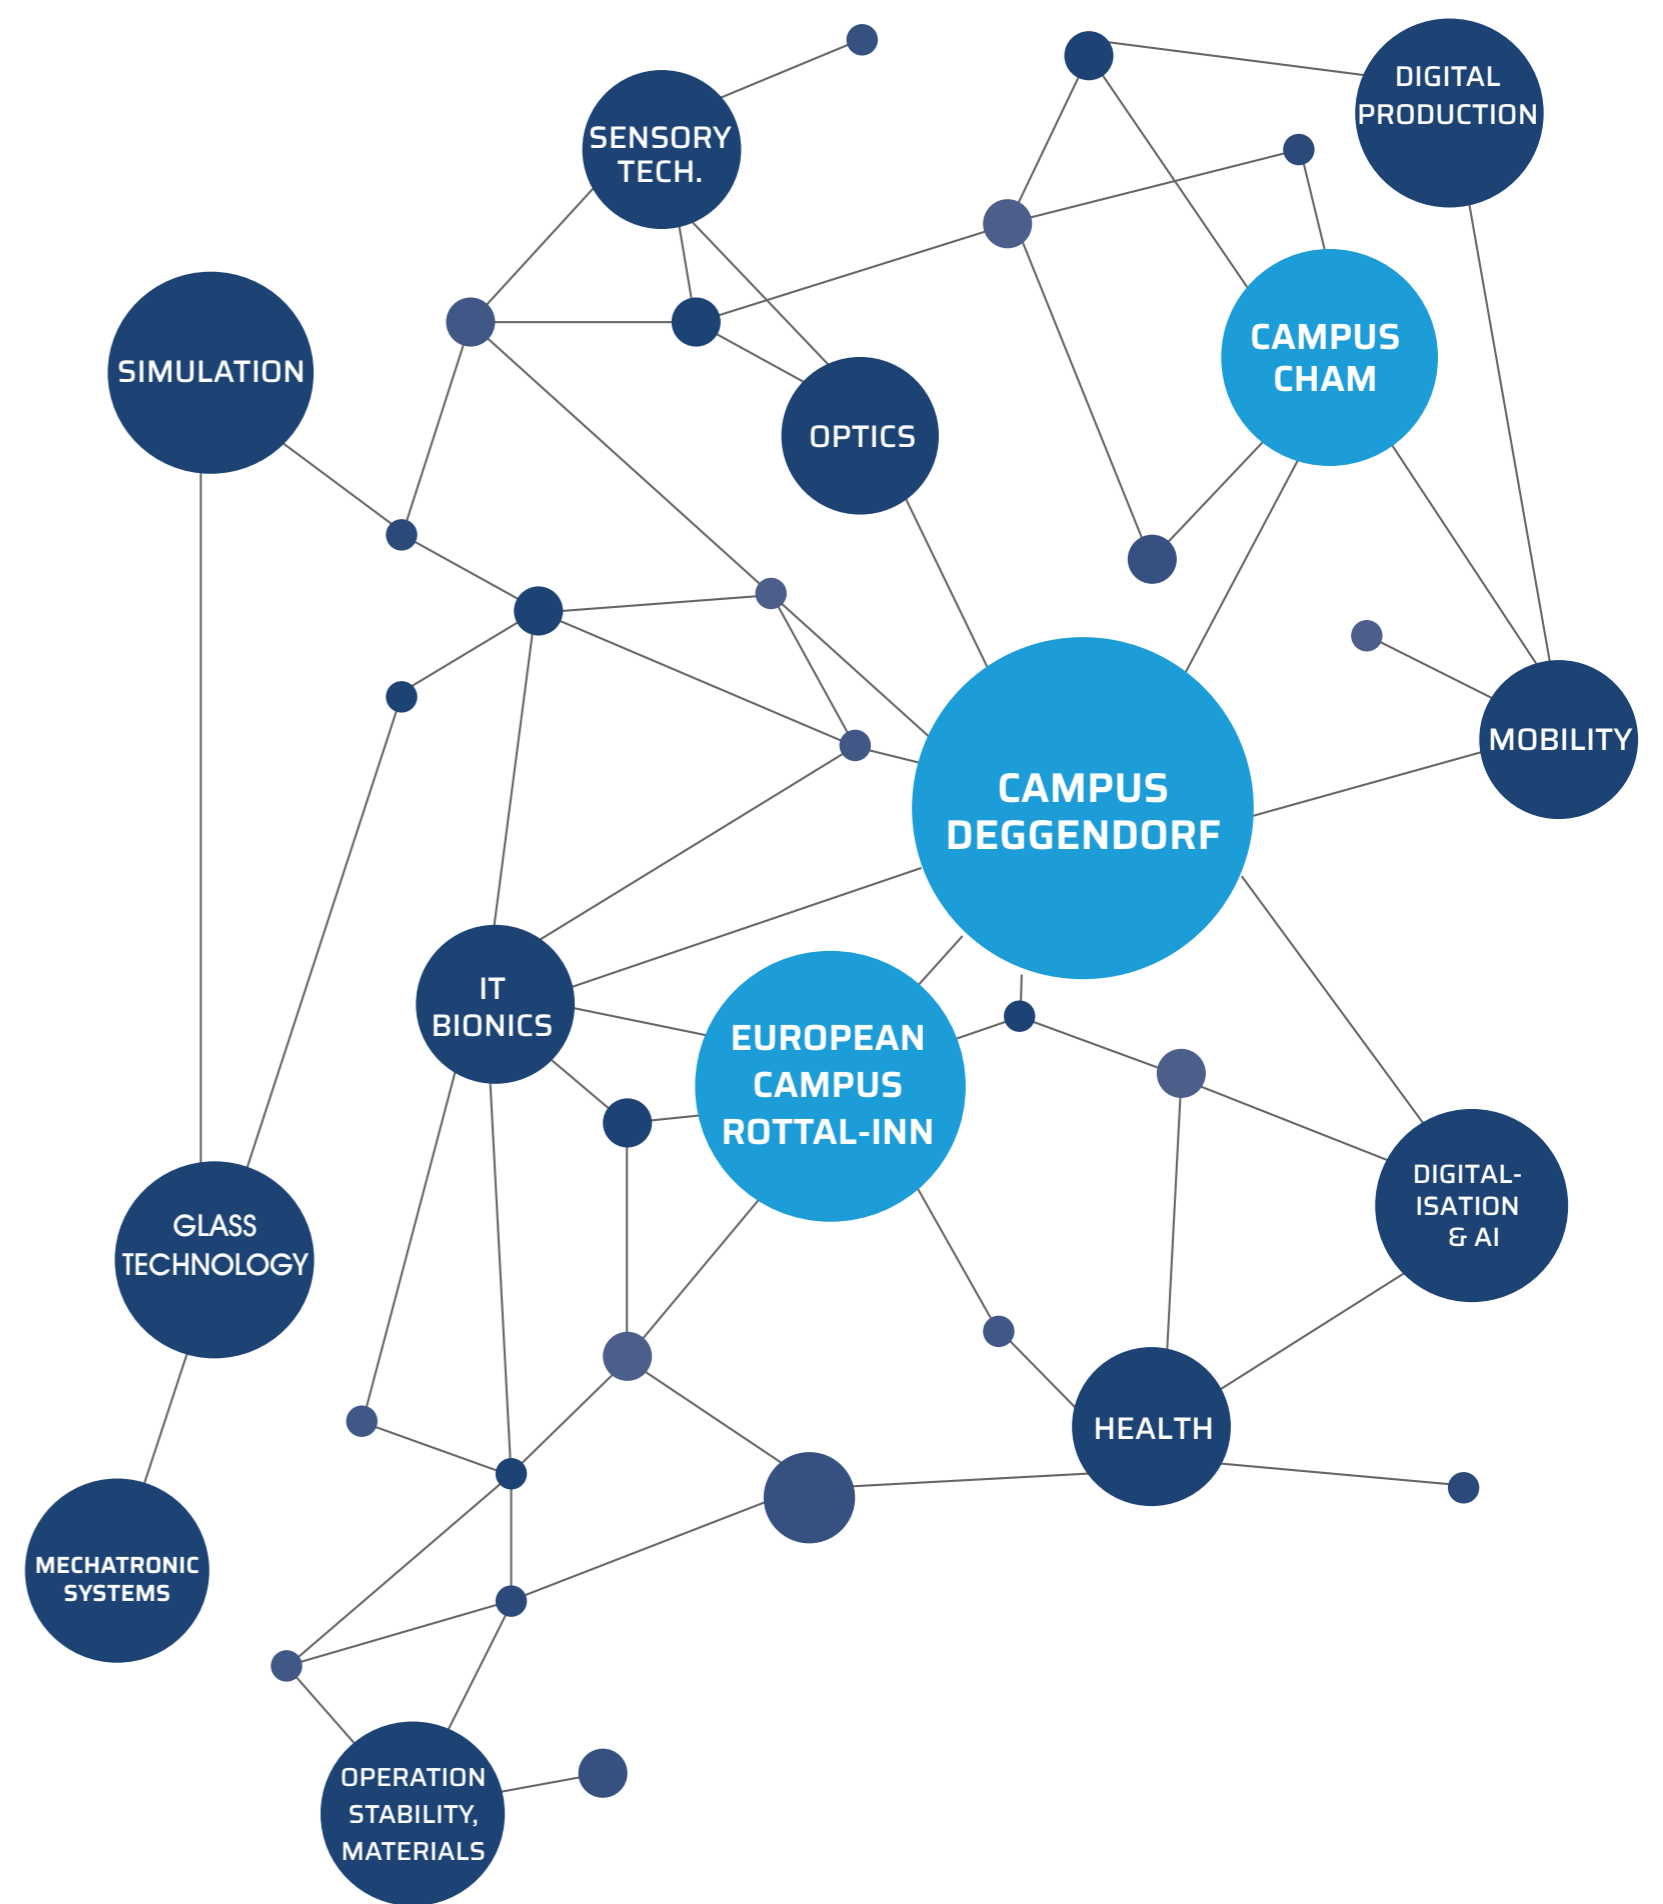 DIGITAL
PRODUCTION
SENSORY
TECH.
CAMPUS
CHAM
SIMULATION
OPTICS
MOBILITY
CAMPUS
DEGGENDORF
IT
BIONICS
EUROPEAN
CAMPUS
ROTTAL-INN
DIGITAL-
ISATION
& AI
GLASS
TECHNOLOGY
HEALTH
MECHATRONIC
SYSTEMS
OPERATION
STABILITY,
MATERIALS